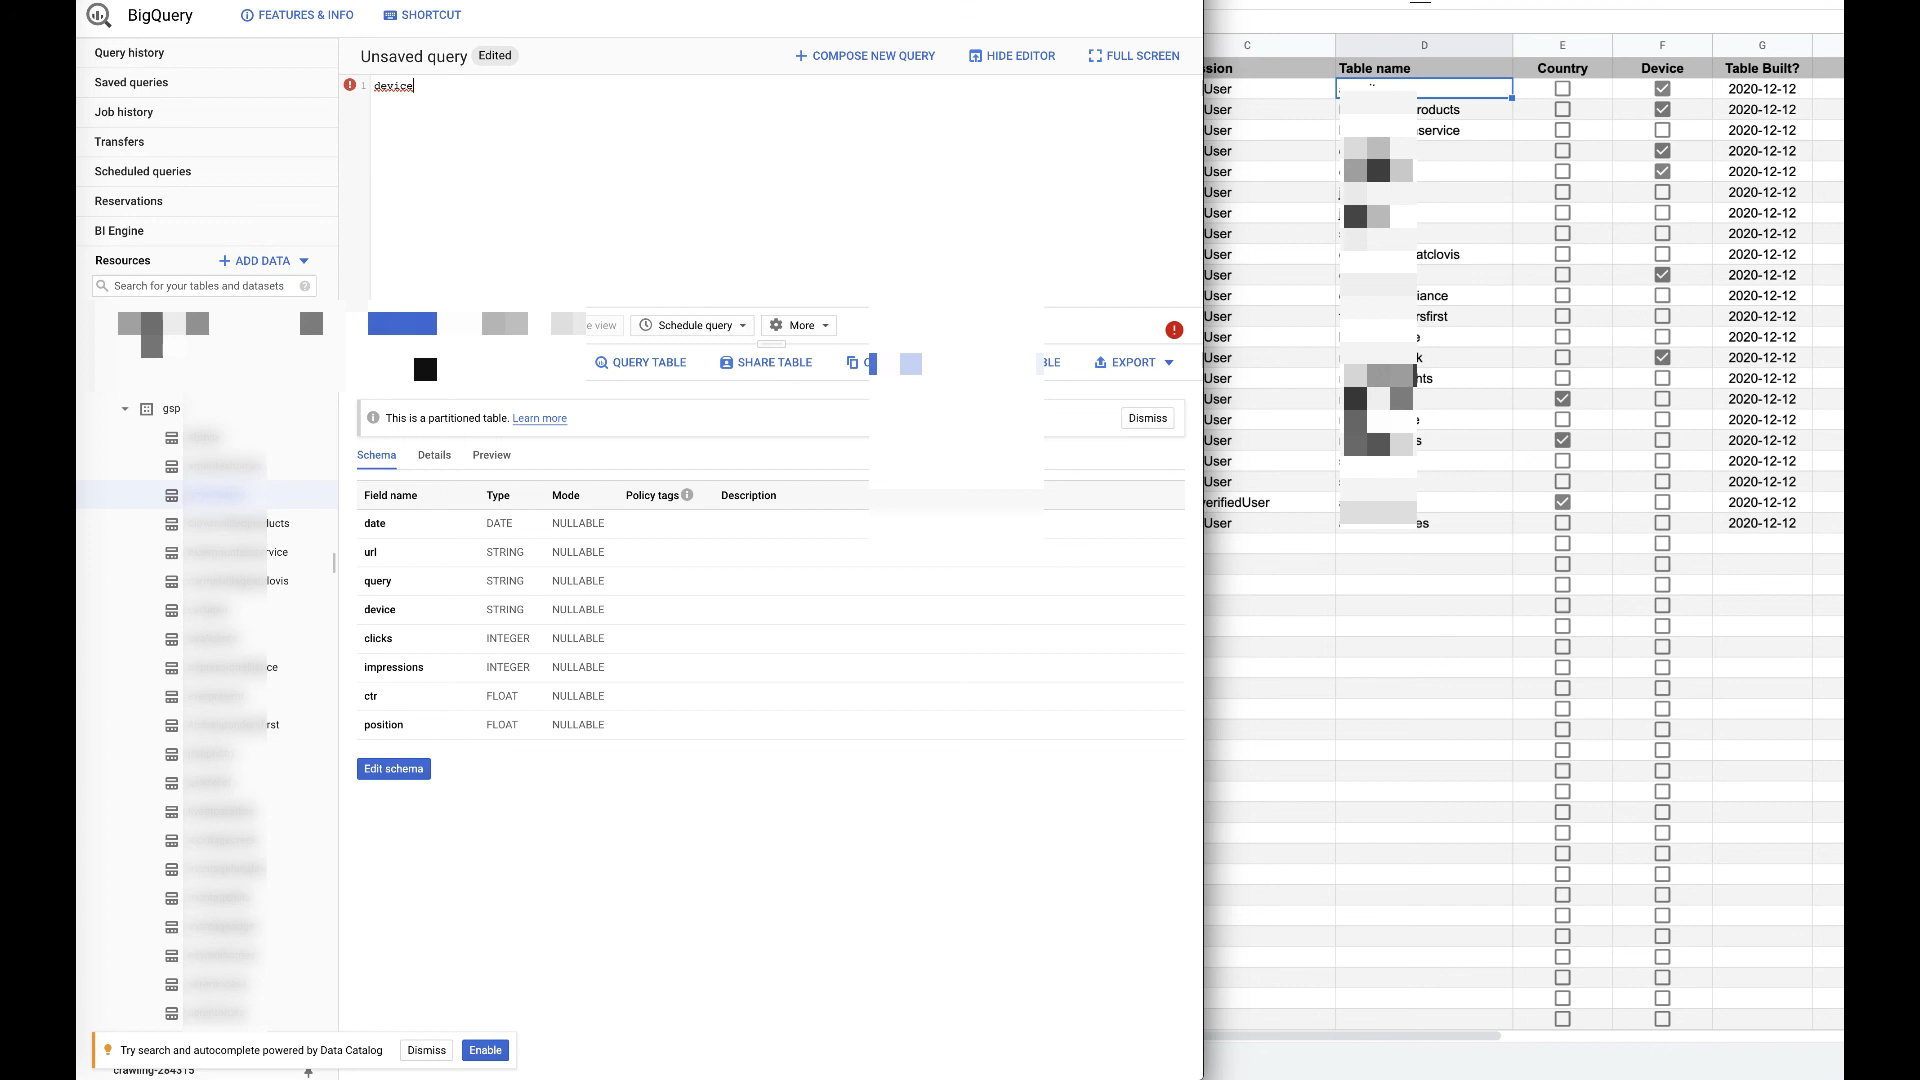 BigQuery
FEATURES & INFO
SHORTCUT
Query history
Saved queries
Job history
Transfers
Scheduled queries
Reservations
BI Engine
Resources
ADD DATA
Search for your tables and datasets
gsp
ducts
rvice
lovis
ce
rst
Unsaved query Edited
COMPOSE NEW QUERY
HIDE EDITOR
FULL SCREEN
1 device
e view
Schedule query
More
QUERY TABLE
SHARE TABLE
C
BLE
EXPORT
This is a partitioned table. Learn more
Dismiss
Schema Details Preview
Field name Type Mode Policy tags Description
date DATE NULLABLE
url STRING NULLABLE
query STRING NULLABLE
device STRING NULLABLE
clicks INTEGER NULLABLE
impressions INTEGER NULLABLE
ctr FLOAT NULLABLE
position FLOAT NULLABLE
Edit schema
Try search and autocomplete powered by Data Catalog
Dismiss
Enable
crawling-284315
C D E F G
sion Table name Country Device Table Built?
User 2020-12-12
User roducts 2020-12-12
User service 2020-12-12
User 2020-12-12
User 2020-12-12
User 2020-12-12
User 2020-12-12
User 2020-12-12
User atclovis 2020-12-12
User 2020-12-12
User iance 2020-12-12
User rsfirst 2020-12-12
User e 2020-12-12
User k 2020-12-12
User hts 2020-12-12
User 2020-12-12
User e 2020-12-12
User s 2020-12-12
User 2020-12-12
User 2020-12-12
verifiedUser 2020-12-12
User es 2020-12-12